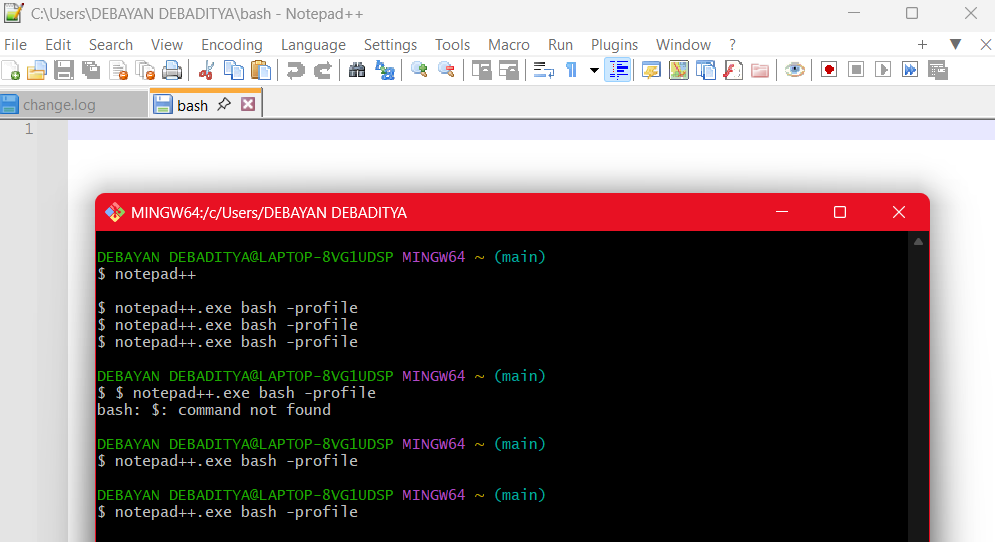 C:\Users\DEBAYAN DEBADITYA\bash - Notepad++
File Edit Search View Encoding Language Settings Tools Macro Run Plugins Window ?
change.log bash
1
MINGW64:/c/Users/DEBAYAN DEBADITYA
DEBAYAN DEBADITYA@LAPTOP-8VG1UDSP MINGW64 ~ (main)
$ notepad++
$ notepad++.exe bash -profile
$ notepad++.exe bash -profile
$ notepad++.exe bash -profile
DEBAYAN DEBADITYA@LAPTOP-8VG1UDSP MINGW64 ~ (main)
$ $ notepad++.exe bash -profile
bash: $: command not found
DEBAYAN DEBADITYA@LAPTOP-8VG1UDSP MINGW64 ~ (main)
$ notepad++.exe bash -profile
DEBAYAN DEBADITYA@LAPTOP-8VG1UDSP MINGW64 ~ (main)
$ notepad++.exe bash -profile